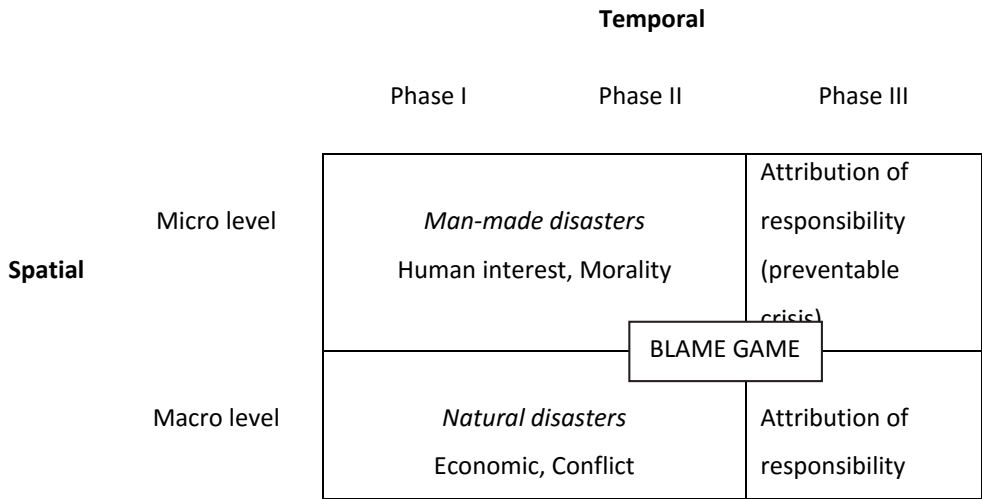 Temporal
Phase I Phase II Phase III
Attribution of
Micro level Man-made disasters responsibility
Spatial Human interest, Morality (preventable
crisis)
BLAME GAME
Macro level Natural disasters Attribution of
Economic, Conflict responsibility